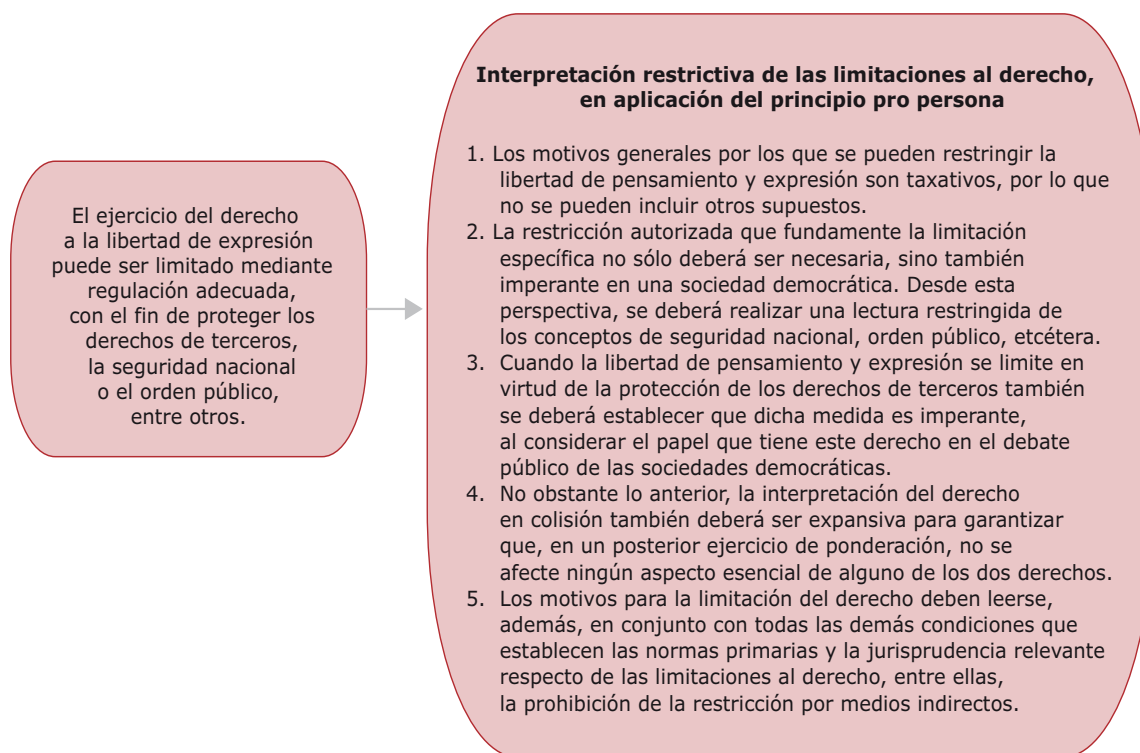 El ejercicio del derecho
a la libertad de expresión
puede ser limitado mediante
regulación adecuada,
con el fin de proteger los
derechos de terceros,
la seguridad nacional
o el orden público,
entre otros.
Interpretación restrictiva de las limitaciones al derecho,
en aplicación del principio pro persona
1. Los motivos generales por los que se pueden restringir la
libertad de pensamiento y expresión son taxativos, por lo que
no se pueden incluir otros supuestos.
2. La restricción autorizada que fundamente la limitación
específica no sólo deberá ser necesaria, sino también
imperante en una sociedad democrática. Desde esta
perspectiva, se deberá realizar una lectura restringida de
los conceptos de seguridad nacional, orden público, etcétera.
3. Cuando la libertad de pensamiento y expresión se limite en
virtud de la protección de los derechos de terceros también
se deberá establecer que dicha medida es imperante,
al considerar el papel que tiene este derecho en el debate
público de las sociedades democráticas.
4. No obstante lo anterior, la interpretación del derecho
en colisión también deberá ser expansiva para garantizar
que, en un posterior ejercicio de ponderación, no se
afecte ningún aspecto esencial de alguno de los dos derechos.
5. Los motivos para la limitación del derecho deben leerse,
además, en conjunto con todas las demás condiciones que
establecen las normas primarias y la jurisprudencia relevante
respecto de las limitaciones al derecho, entre ellas,
la prohibición de la restricción por medios indirectos.